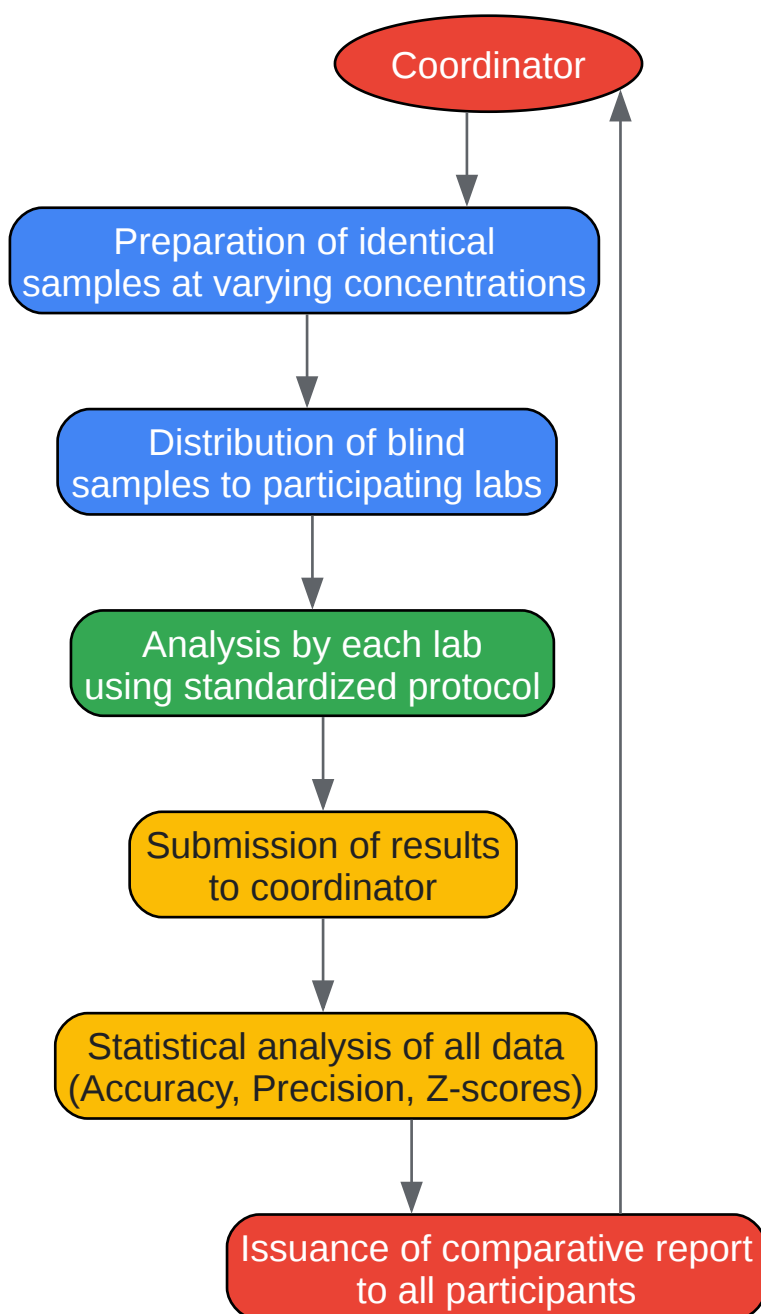 Coordinator
Preparation of identical
samples at varying concentrations
Distribution of blind
samples to participating labs
Analysis by each lab
using standardized protocol
Submission of results
to coordinator
Statistical analysis of all data
(Accuracy, Precision, Z-scores)
Issuance of comparative report
to all participants